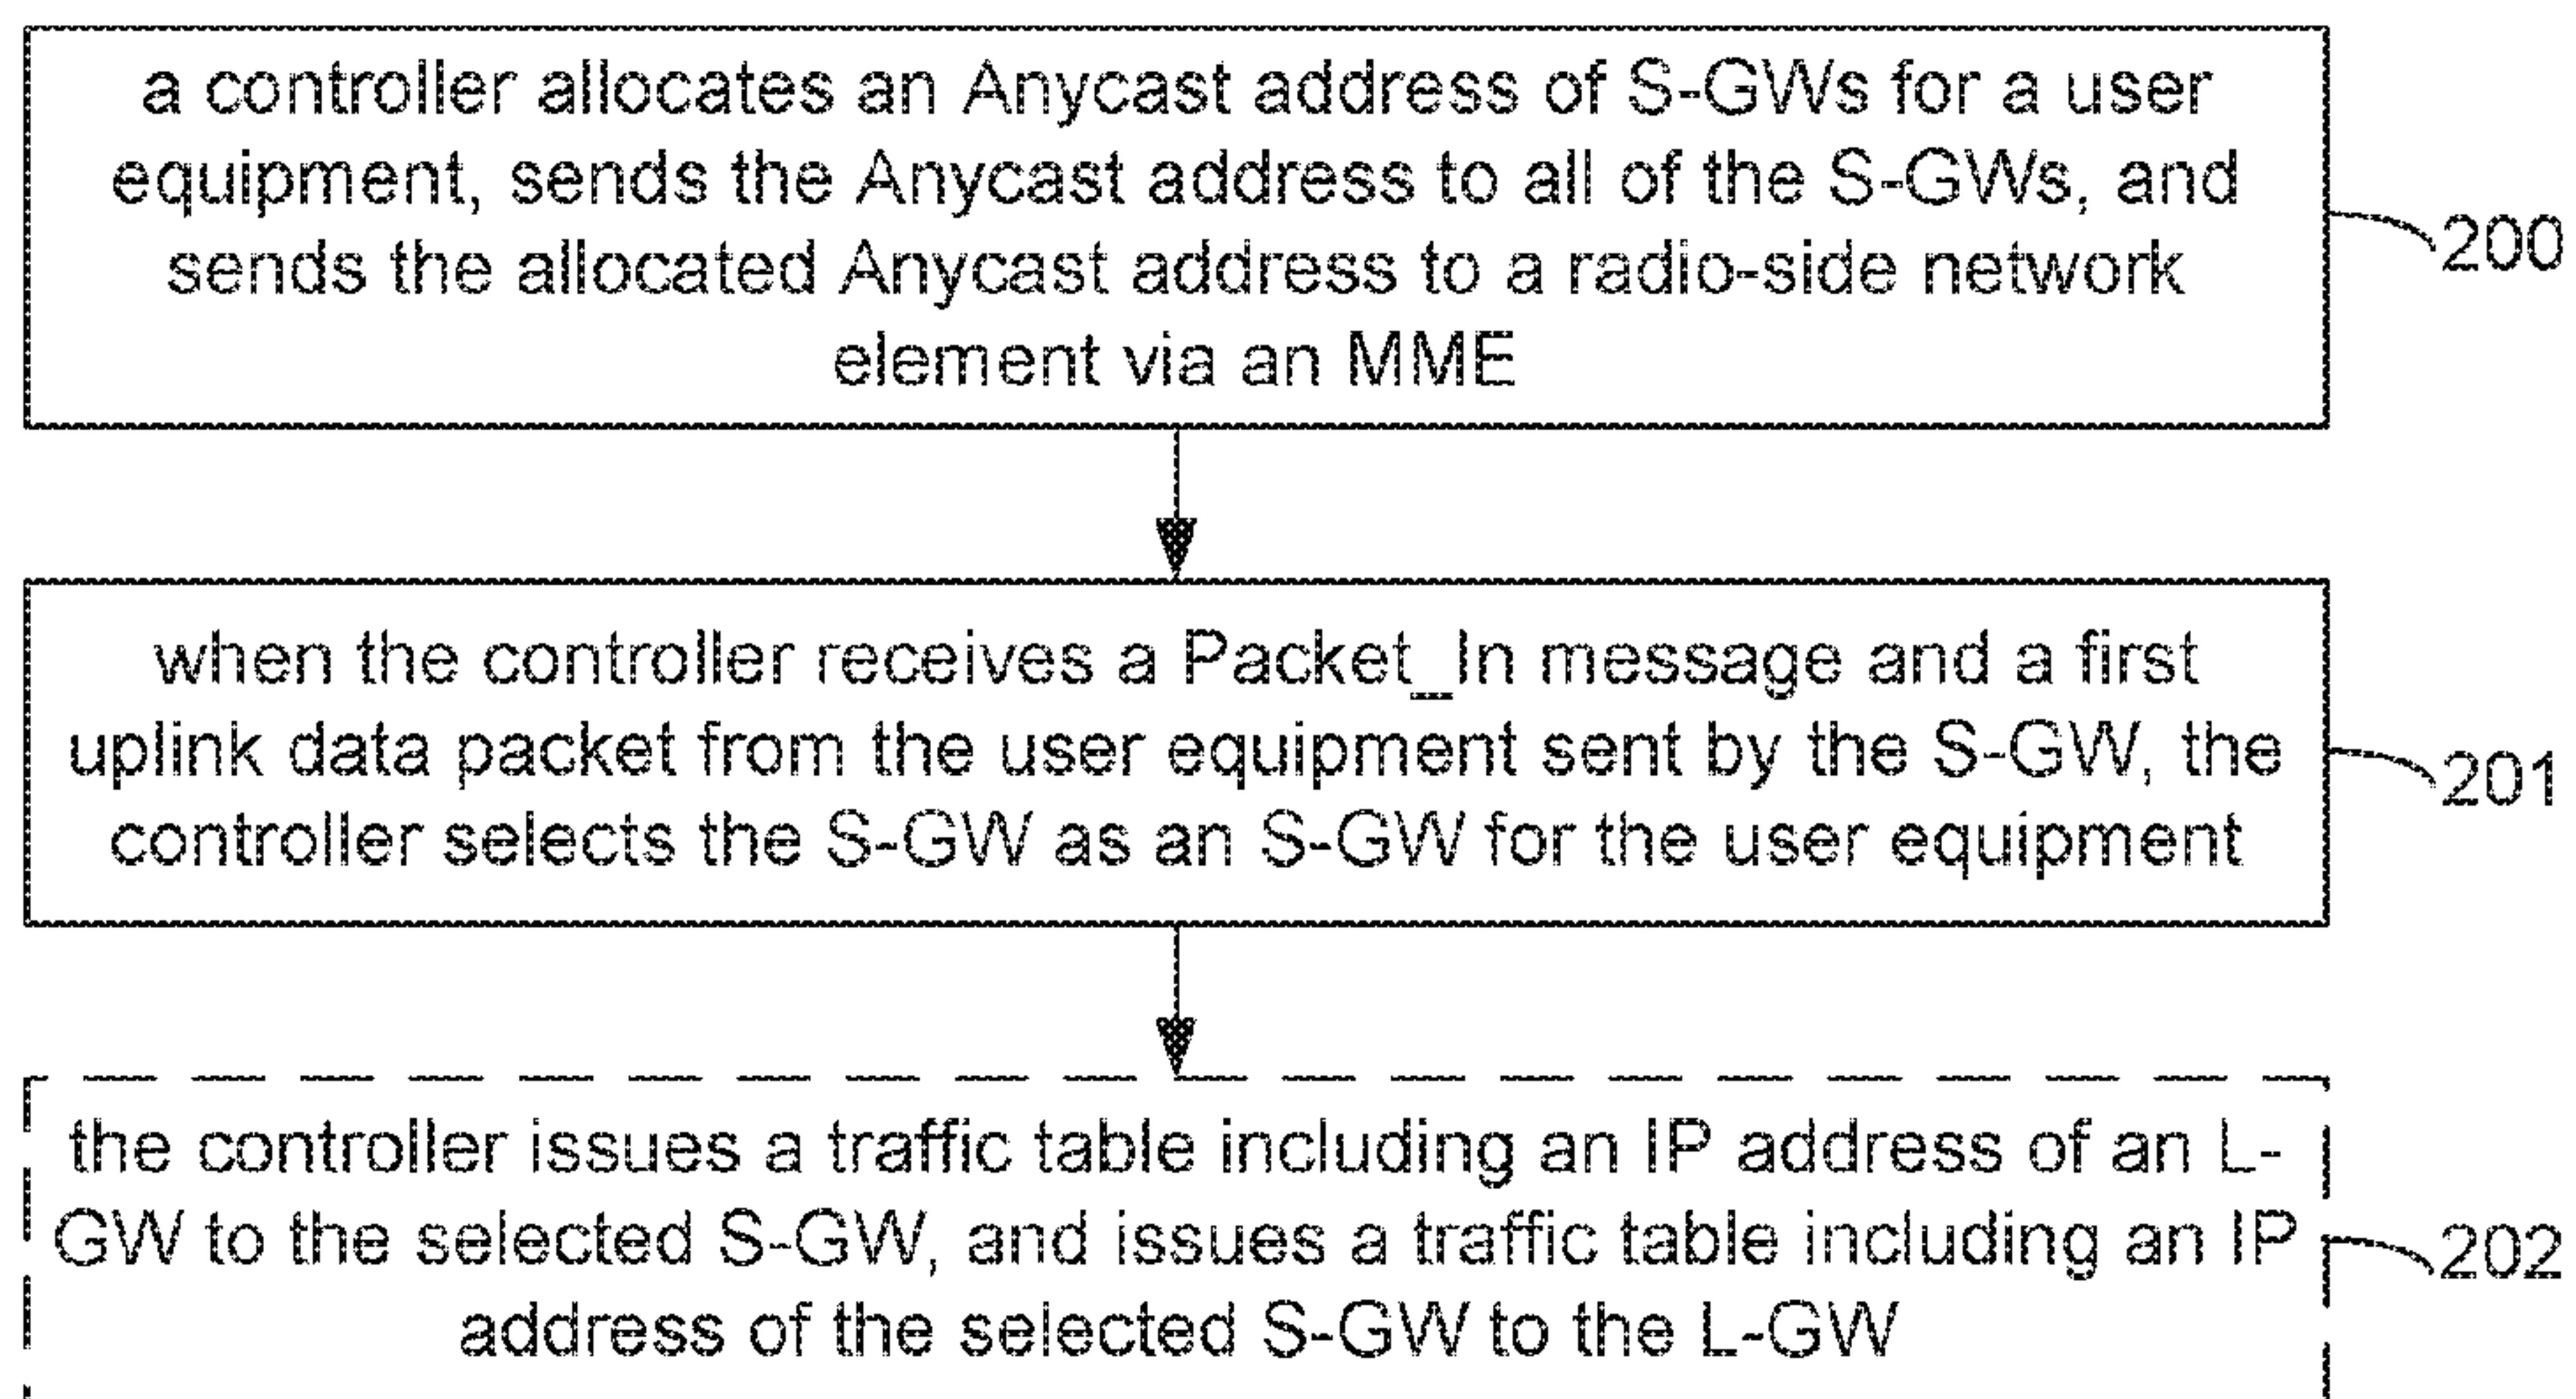 a controller allocates an Anycast address of S-GWs for a user
equipment, sends the Anycast address to all of the S-GWs, and
sends the allocated Anycast address to a radio-side network
element via an MME
200
when the controller receives a Packet_In message and a first
uplink data packet from the user equipment sent by the S-GW, the
controller selects the S-GW as an S-GW for the user equipment
201
the controller issues a traffic table including an IP address of an L-
GW to the selected S-GW, and issues a traffic table including an IP
address of the selected S-GW to the L-GW
202